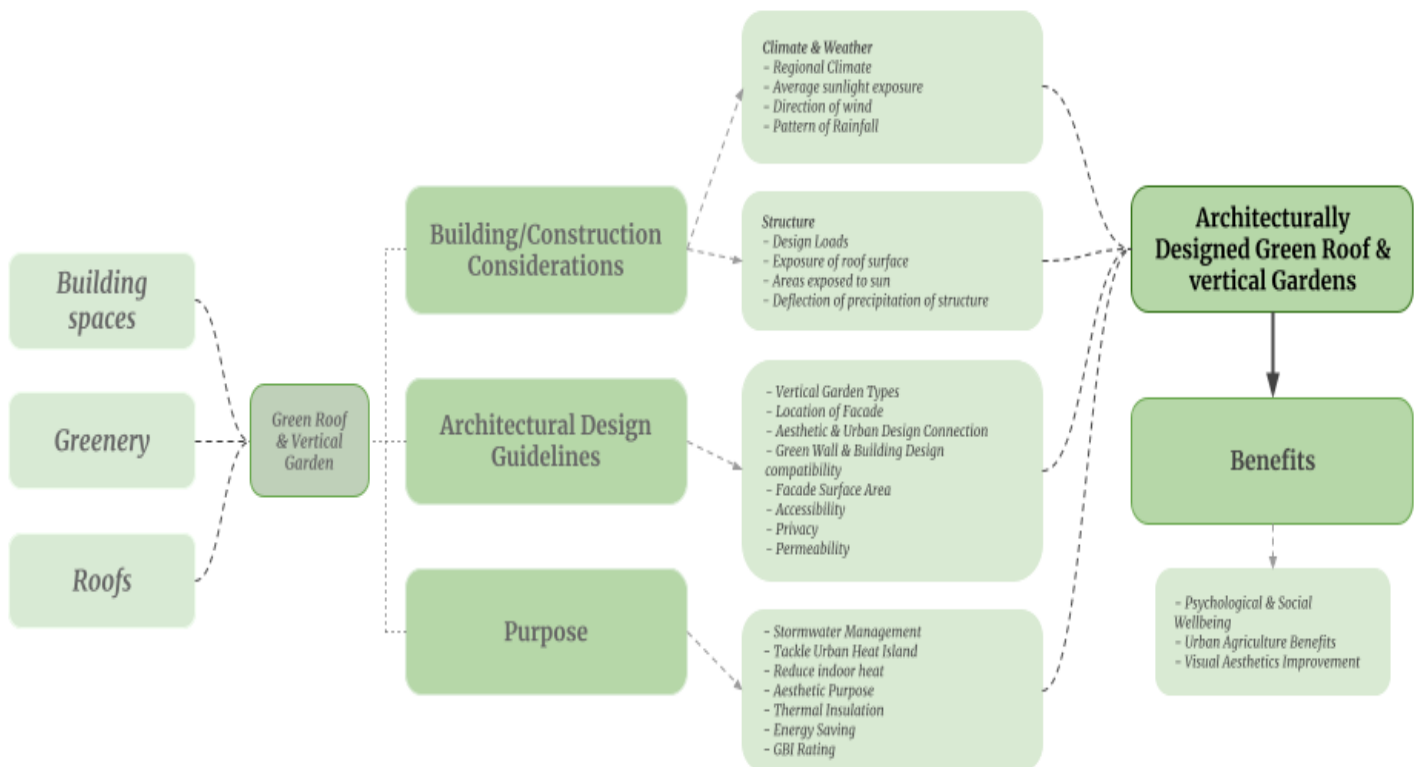 Building
spaces
Greenery
Roofs
Green Roof
& Vertical
Garden
Building/Construction
Considerations
Architectural Design
Guidelines
Purpose
Climate & Weather
- Regional Climate
- Average sunlight exposure
- Direction of wind
- Pattern of Rainfall
Structure
- Design Loads
- Exposure of roof surface
- Areas exposed to sun
- Deflection of precipitation of structure
- Vertical Garden Types
- Location of Facade
- Aesthetic & Urban Design Connection
- Green Wall & Building Design
compatibility
- Facade Surface Area
- Accessibility
- Privacy
- Permeability
- Stormwater Management
- Tackle Urban Heat Island
- Reduce indoor heat
- Aesthetic Purpose
- Thermal Insulation
- Energy Saving
- GBI Rating
Architecturally
Designed Green Roof &
vertical Gardens
Benefits
- Psychological & Social
Wellbeing
- Urban Agriculture Benefits
- Visual Aesthetics Improvement